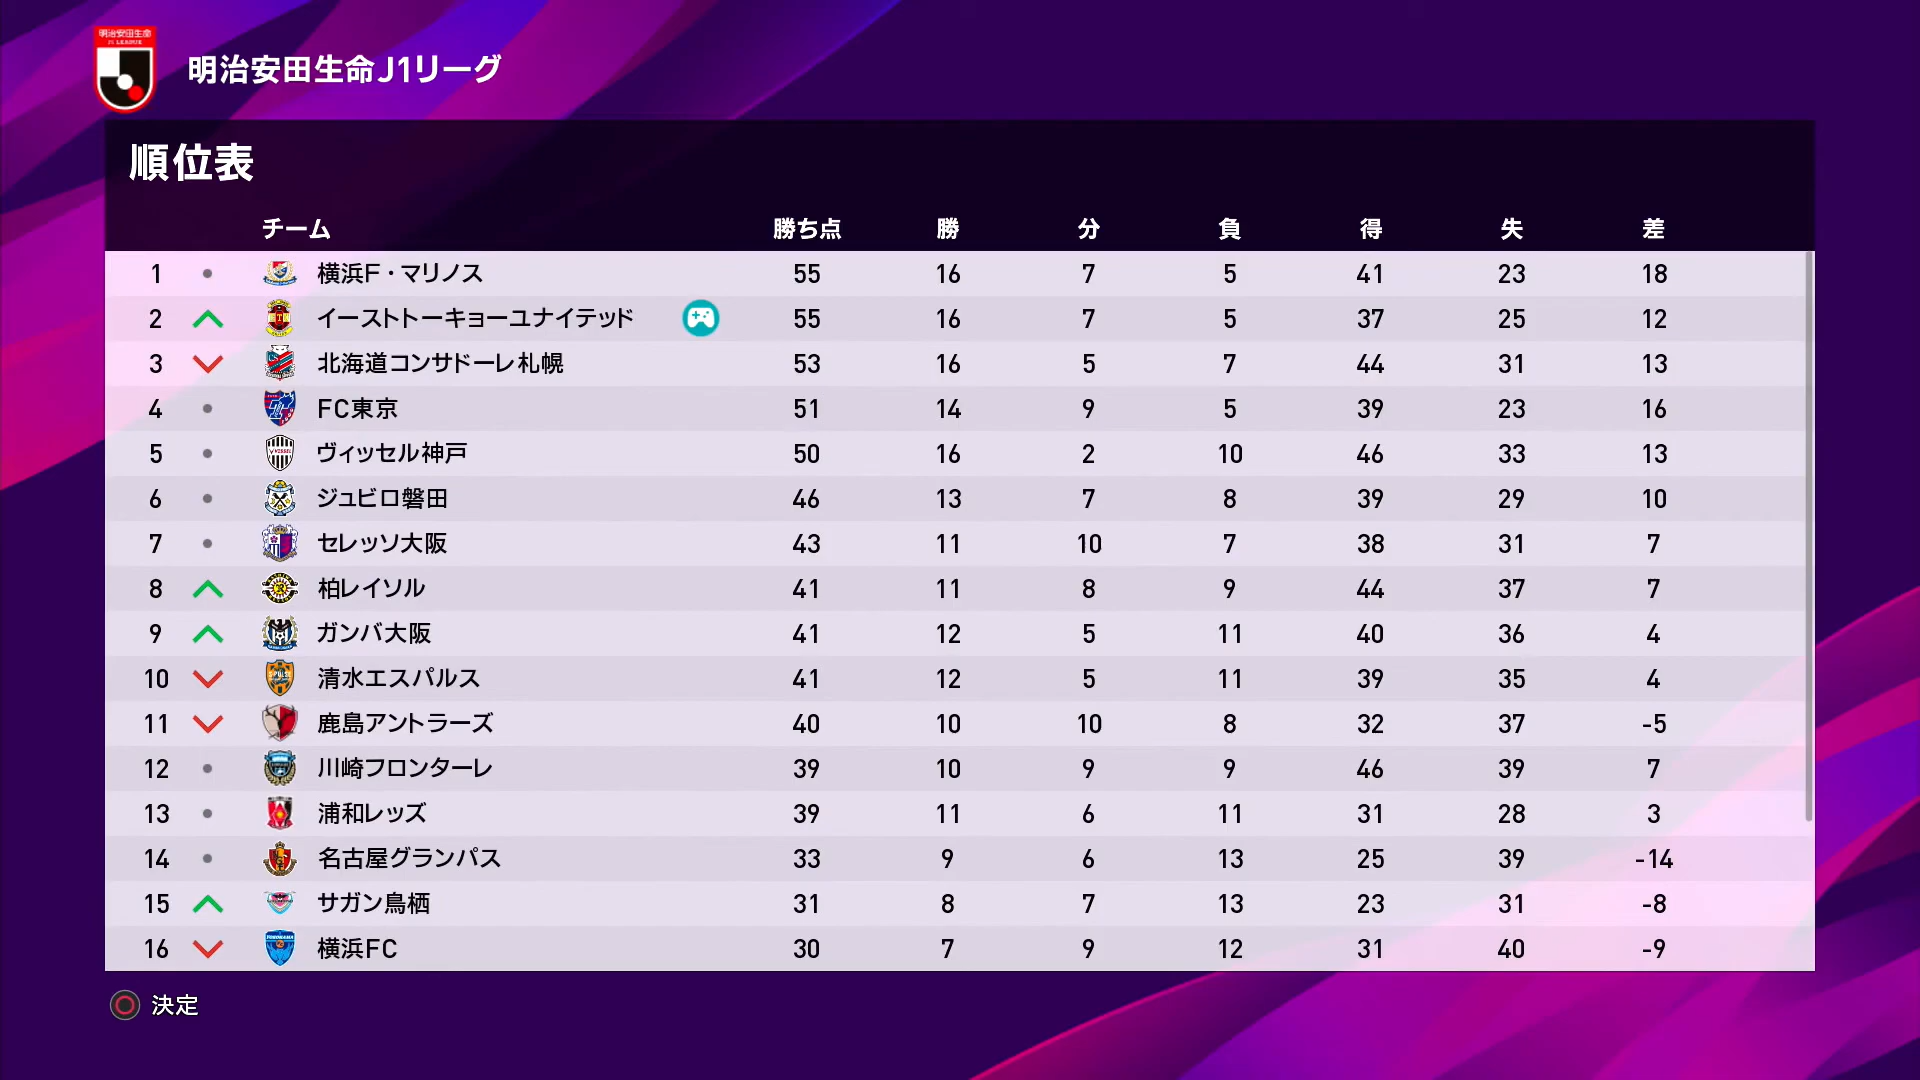 明治安田生命
J1 LEAGUE
明治安田生命J1リーグ
順位表
チーム 勝ち点 勝 分 負 得 失 差
1 横浜F・マリノス 55 16 7 5 41 23 18
2 イーストトーキョーユナイテッド 55 16 7 5 37 25 12
3 北海道コンサドーレ札幌 53 16 5 7 44 31 13
4 FC東京 51 14 9 5 39 23 16
5 ヴィッセル神戸 50 16 2 10 46 33 13
6 ジュビロ磐田 46 13 7 8 39 29 10
7 セレッソ大阪 43 11 10 7 38 31 7
8 柏レイソル 41 11 8 9 44 37 7
9 ガンバ大阪 41 12 5 11 40 36 4
10 清水エスパルス 41 12 5 11 39 35 4
11 鹿島アントラーズ 40 10 10 8 32 37 -5
12 川崎フロンターレ 39 10 9 9 46 39 7
13 浦和レッズ 39 11 6 11 31 28 3
14 名古屋グランパス 33 9 6 13 25 39 -14
15 サガン鳥栖 31 8 7 13 23 31 -8
16 横浜FC 30 7 9 12 31 40 -9
決定